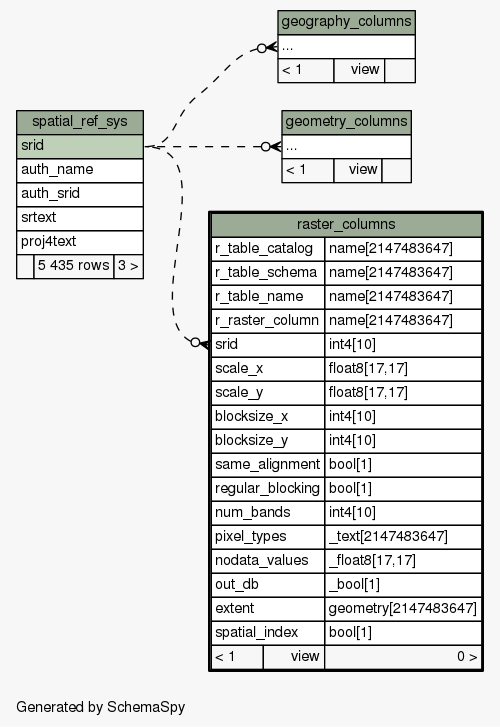 geography_columns
...
< 1 view
spatial_ref_sys
srid
auth_name
auth_srid
srtext
proj4text
5 435 rows 3 >
geometry_columns
...
< 1 view
raster_columns
r_table_catalog name[2147483647]
r_table_schema name[2147483647]
r_table_name name[2147483647]
r_raster_column name[2147483647]
srid int4[10]
scale_x float8[17,17]
scale_y float8[17,17]
blocksize_x int4[10]
blocksize_y int4[10]
same_alignment bool[1]
regular_blocking bool[1]
num_bands int4[10]
pixel_types _text[2147483647]
nodata_values _float8[17,17]
out_db _bool[1]
extent geometry[2147483647]
spatial_index bool[1]
< 1 view 0 >
Generated by SchemaSpy